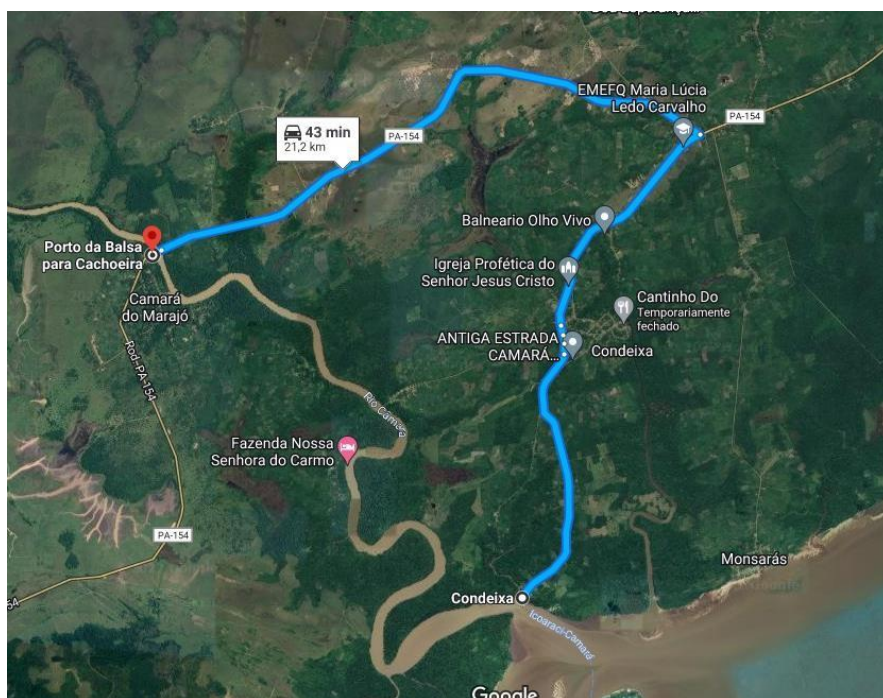 EMEFQ Maria Lúcia
Ledo Carvalho
43 min
21,2 km
PA-154
PA-154
Balneario Olho Vivo
Porto da Balsa
para Cachoeira
Igreja Profética do
Senhor Jesus Cristo
Camará
do Marajó
Cantinho Do
Temporariamente
fechado
ANTIGA ESTRADA
CAMARÁ...
Condeixa
Rod. PA-154
Rio Camará
Fazenda Nossa
Senhora do Carmo
PA-154
Monsarás
Condeixa
Icoaraci-Camará
Google